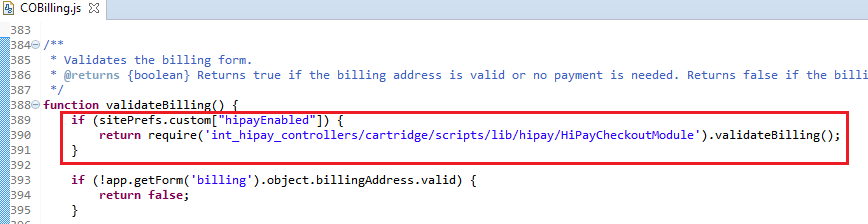 COBilling.js
383
384 /**
385 * Validates the billing form.
386 * @returns {boolean} Returns true if the billing address is valid or no payment is needed. Returns false if the billi
387 */
388 function validateBilling() {
389 if (sitePrefs.custom["hipayEnabled"]) {
390 return require('int_hipay_controllers/cartridge/scripts/lib/hipay/HiPayCheckoutModule').validateBilling();
391 }
392
393 if (!app.getForm('billing').object.billingAddress.valid) {
394 return false;
395 }
396